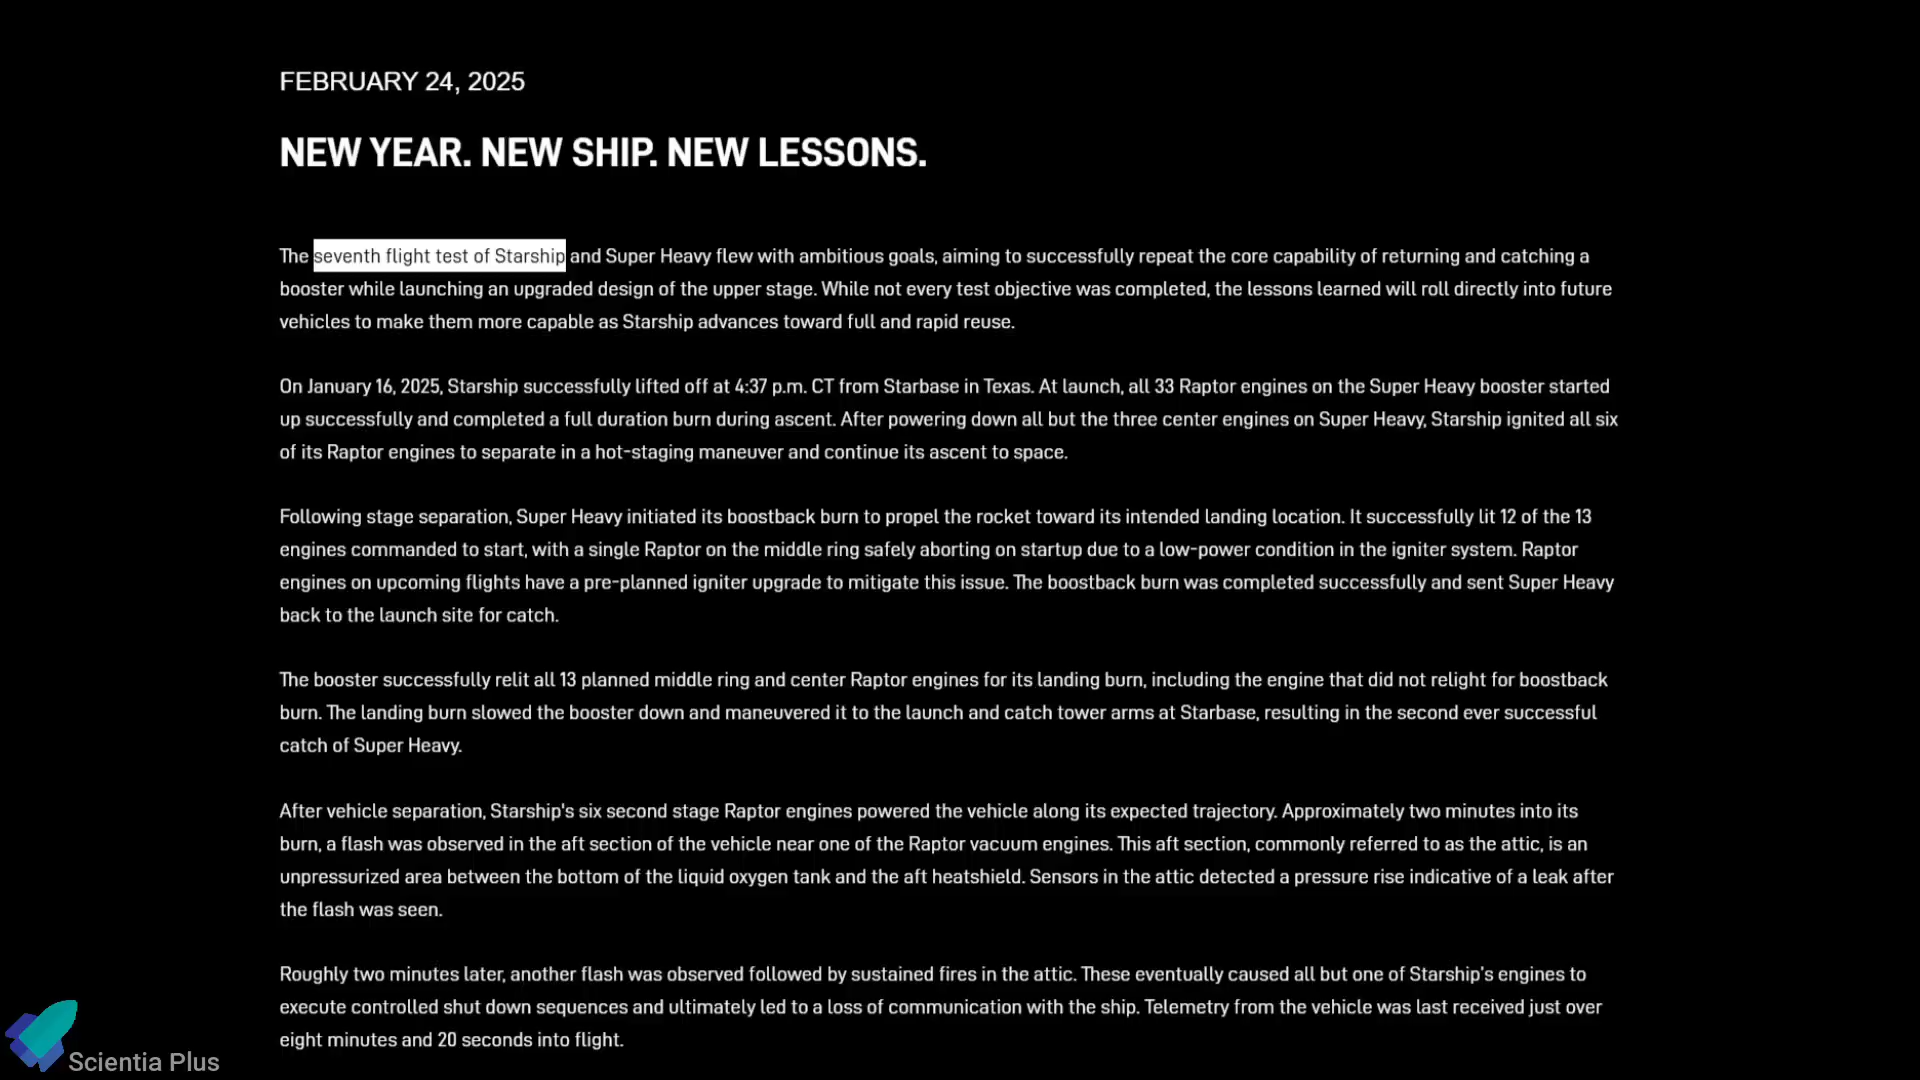 FEBRUARY 24, 2025
NEW YEAR. NEW SHIP. NEW LESSONS.
The seventh flight test of Starship and Super Heavy flew with ambitious goals, aiming to successfully repeat the core capability of returning and catching a
booster while launching an upgraded design of the upper stage. While not every test objective was completed, the lessons learned will roll directly into future
vehicles to make them more capable as Starship advances toward full and rapid reuse.
On January 16, 2025, Starship successfully lifted off at 4:37 p.m. CT from Starbase in Texas. At launch, all 33 Raptor engines on the Super Heavy booster started
up successfully and completed a full duration burn during ascent. After powering down all but the three center engines on Super Heavy, Starship ignited all six
of its Raptor engines to separate in a hot-staging maneuver and continue its ascent to space.
Following stage separation, Super Heavy initiated its boostback burn to propel the rocket toward its intended landing location. It successfully lit 12 of the 13
engines commanded to start, with a single Raptor on the middle ring safely aborting on startup due to a low-power condition in the igniter system. Raptor
engines on upcoming flights have a pre-planned igniter upgrade to mitigate this issue. The boostback burn was completed successfully and sent Super Heavy
back to the launch site for catch.
The booster successfully relit all 13 planned middle ring and center Raptor engines for its landing burn, including the engine that did not relight for boostback
burn. The landing burn slowed the booster down and maneuvered it to the launch and catch tower arms at Starbase, resulting in the second ever successful
catch of Super Heavy.
After vehicle separation, Starship's six second stage Raptor engines powered the vehicle along its expected trajectory. Approximately two minutes into its
burn, a flash was observed in the aft section of the vehicle near one of the Raptor vacuum engines. This aft section, commonly referred to as the attic, is an
unpressurized area between the bottom of the liquid oxygen tank and the aft heatshield. Sensors in the attic detected a pressure rise indicative of a leak after
the flash was seen.
Roughly two minutes later, another flash was observed followed by sustained fires in the attic. These eventually caused all but one of Starship's engines to
execute controlled shut down sequences and ultimately led to a loss of communication with the ship. Telemetry from the vehicle was last received just over
eight minutes and 20 seconds into flight.
Scientia Plus